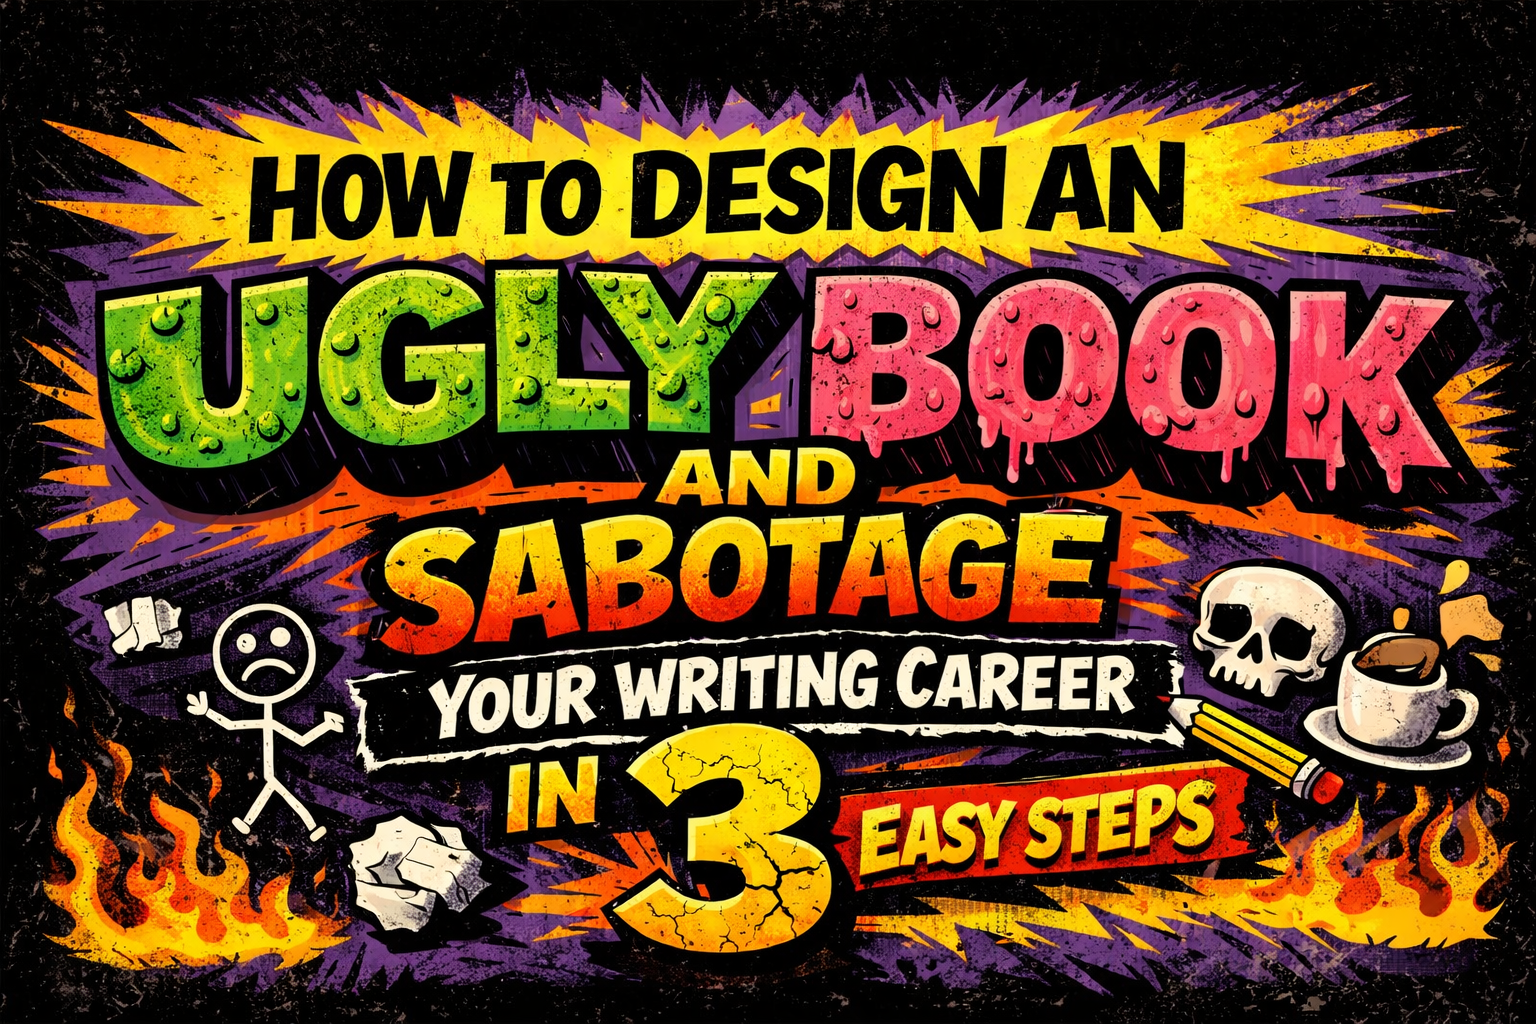 HOW TO DESIGN AN
UGLY BOOK
AND
SABOTAGE
YOUR WRITING CAREER
IN 3 EASY STEPS